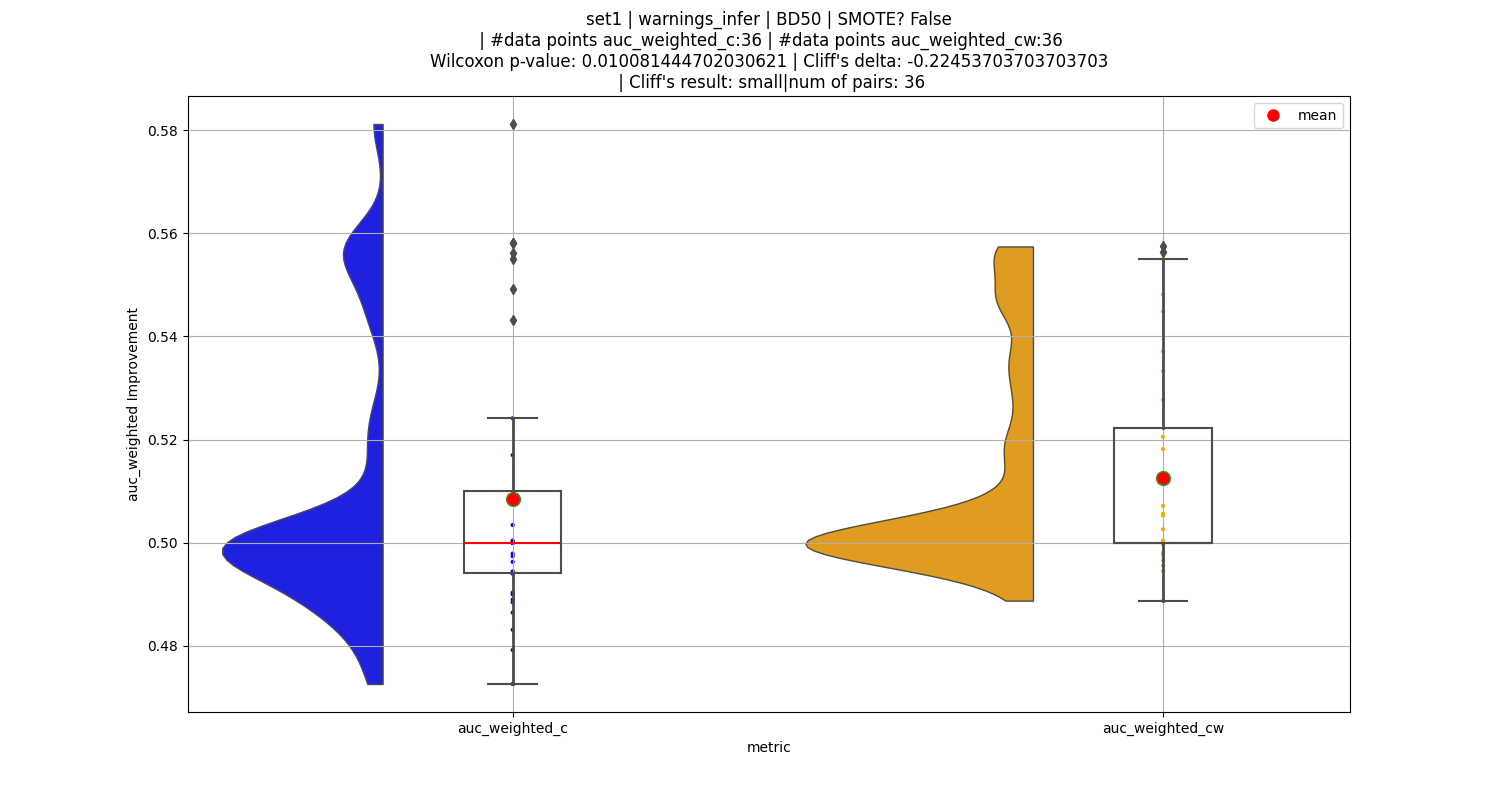 set1 | warnings_infer | BD50 | SMOTE? False
| #data points auc_weighted_c:36 | #data points auc_weighted_cw:36
Wilcoxon p-value: 0.010081444702030621 | Cliff's delta: -0.22453703703703703
| Cliff's result: small|num of pairs: 36
mean
0.58
0.56
0.54
0.52
0.50
0.48
auc_weighted Improvement
auc_weighted_c
auc_weighted_cw
metric